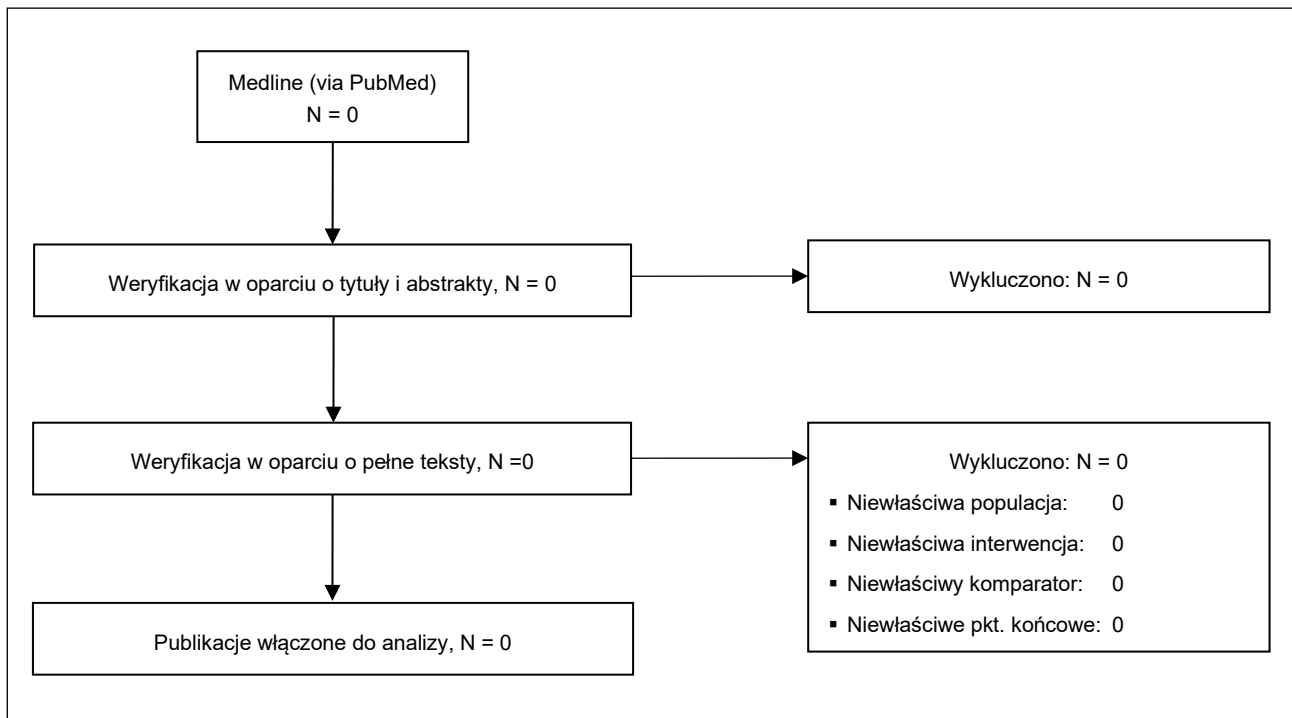 Medline (via PubMed)
N = 0
Weryfikacja w oparciu o tytuły i abstrakty, N = 0
Wykluczono: N = 0
Weryfikacja w oparciu o pełne teksty, N =0
Wykluczono: N = 0
▪ Niewłaściwa populacja: 0
▪ Niewłaściwa interwencja: 0
▪ Niewłaściwy komparator: 0
▪ Niewłaściwe pkt. końcowe: 0
Publikacje włączone do analizy, N = 0